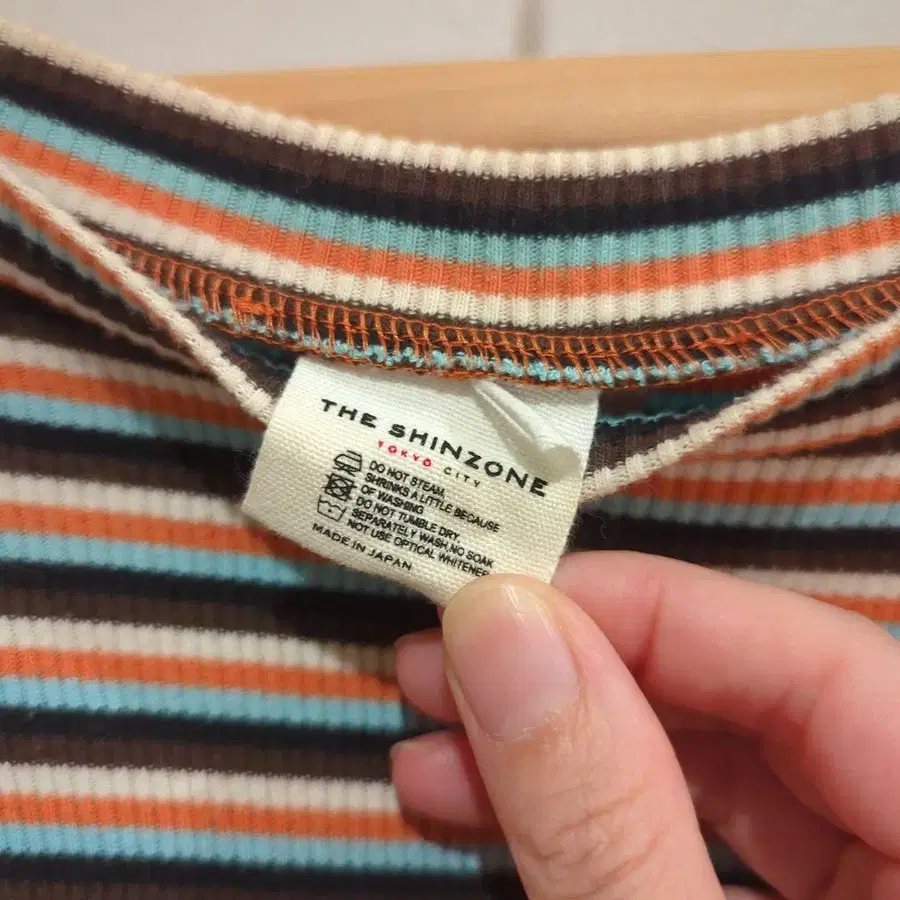 THE SHINZONE
TOKYO CITY
DO NOT STEAM
SHRINKS A LITTLE BECAUSE
OF WASHING
DO NOT TUMBLE DRY.
SEPARATELY WASH,NO SOAK
NOT USE OPTICAL WHITENER
MADE IN JAPAN